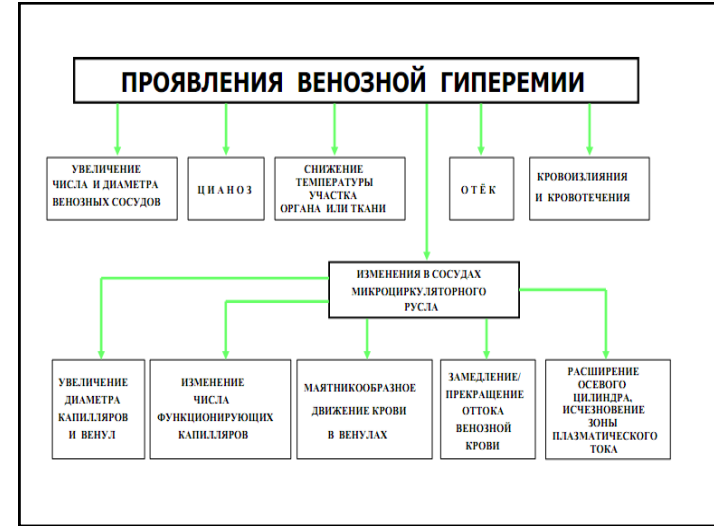 ПРОЯВЛЕНИЯ ВЕНОЗНОЙ ГИПЕРЕМИИ
УВЕЛИЧЕНИЕ
ЧИСЛА И ДИАМЕТРА
ВЕНОЗНЫХ СОСУДОВ
ЦИАНОЗ
СНИЖЕНИЕ
ТЕМПЕРАТУРЫ
УЧАСТКА
ОРГАНА ИЛИ ТКАНИ
ОТЁК
КРОВОИЗЛИЯНИЯ
И КРОВОТЕЧЕНИЯ
ИЗМЕНЕНИЯ В СОСУДАХ
МИКРОЦИРКУЛЯТОРНОГО
РУСЛА
УВЕЛИЧЕНИЕ
ДИАМЕТРА
КАПИЛЛЯРОВ
И ВЕНУЛ
ИЗМЕНЕНИЕ
ЧИСЛА
ФУНКЦИОНИРУЮЩИХ
КАПИЛЛЯРОВ
МАЯТНИКООБРАЗНОЕ
ДВИЖЕНИЕ КРОВИ
В ВЕНУЛАХ
ЗАМЕДЛЕНИЕ/
ПРЕКРАЩЕНИЕ
ОТТОКА
ВЕНОЗНОЙ
КРОВИ
РАСШИРЕНИЕ
ОСЕВОГО
ЦИЛИНДРА,
ИСЧЕЗНОВЕНИЕ
ЗОНЫ
ПЛАЗМАТИЧЕСКОГО
ТОКА